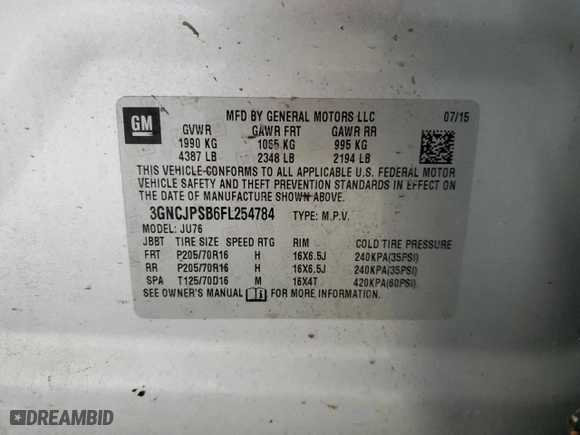 GM
MFD BY GENERAL MOTORS LLC 07/15
GVWR GAWR FRT GAWR RR
1990 KG 1065 KG 995 KG
4387 LB 2348 LB 2194 LB
THIS VEHICLE CONFORMS TO ALL APPLICABLE U.S. FEDERAL MOTOR
VEHICLE SAFETY AND THEFT PREVENTION STANDARDS IN EFFECT ON
THE DATE OF MANUFACTURE SHOWN ABOVE.
3GNCJPSB6FL254784 TYPE: M.P.V.
MODEL: JU76
JBBT TIRE SIZE SPEED RTG RIM COLD TIRE PRESSURE
FRT P205/70R16 H 16X6.5J 240KPA(35PSI)
RR P205/70R16 H 16X6.5J 240KPA(35PSI)
SPA T125/70D16 M 16X4T 420KPA(60PSI)
SEE OWNER'S MANUAL FOR MORE INFORMATION.
DREAMBID